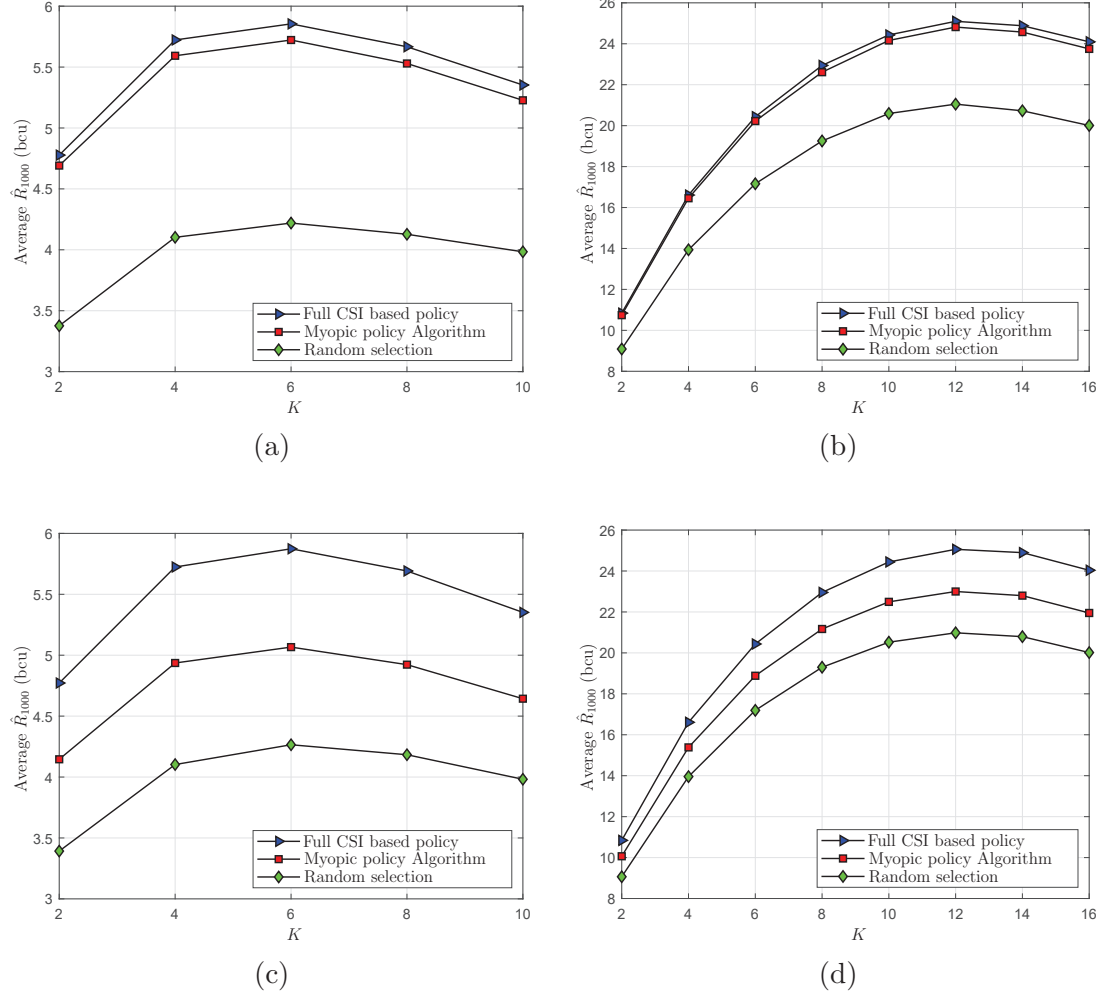 6
5.5
5
4.5
4
3.5
3
2
4
6
8
10
Average R̂₁₀₀₀ (bcu)
K
Full CSI based policy
Myopic policy Algorithm
Random selection
(a)
26
24
22
20
18
16
14
12
10
8
2
4
6
8
10
12
14
16
Average R̂₁₀₀₀ (bcu)
K
Full CSI based policy
Myopic policy Algorithm
Random selection
(b)
6
5.5
5
4.5
4
3.5
3
2
4
6
8
10
Average R̂₁₀₀₀ (bcu)
K
Full CSI based policy
Myopic policy Algorithm
Random selection
(c)
26
24
22
20
18
16
14
12
10
8
2
4
6
8
10
12
14
16
Average R̂₁₀₀₀ (bcu)
K
Full CSI based policy
Myopic policy Algorithm
Random selection
(d)